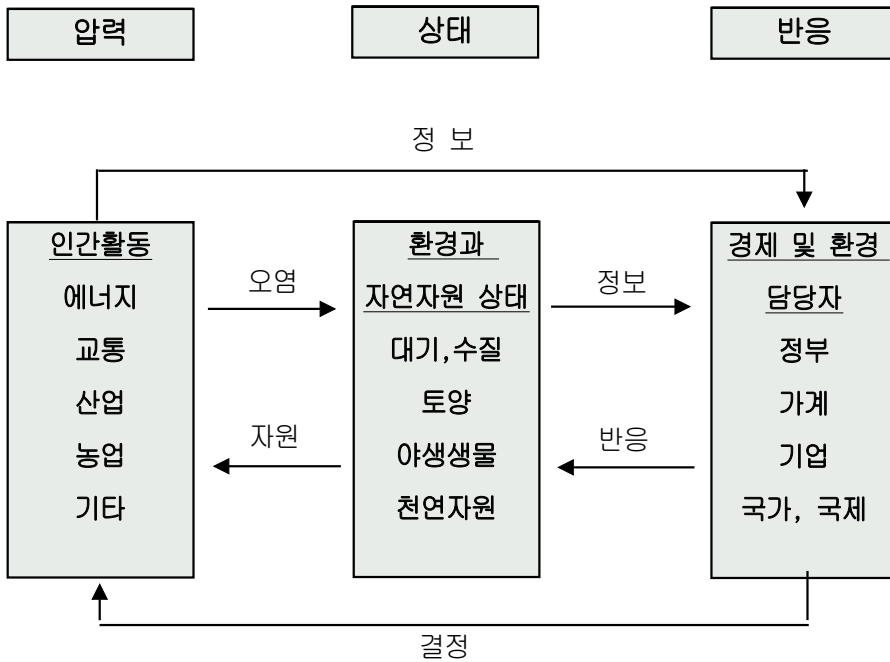 압력
상태
반응
정 보
인간활동
에너지
교통
산업
농업
기타
오염
자원
환경과
자연자원 상태
대기,수질
토양
야생생물
천연자원
정보
반응
경제 및 환경
담당자
정부
가계
기업
국가, 국제
결정